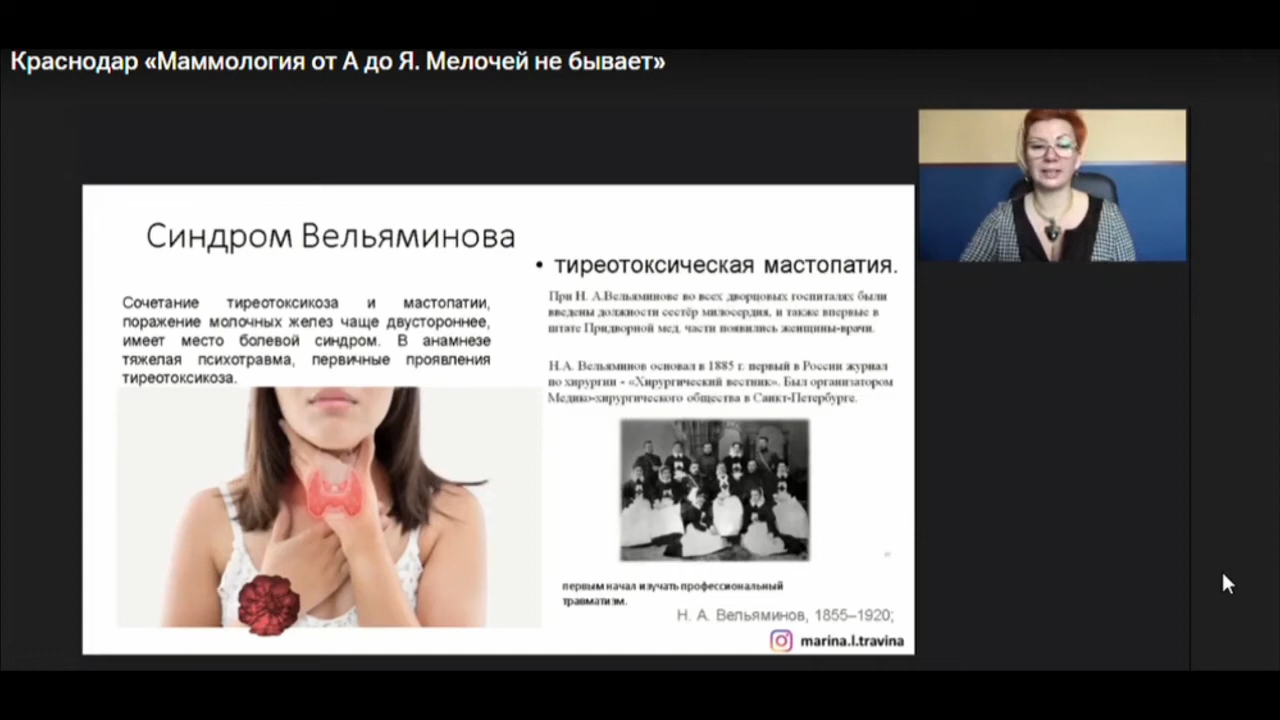 Краснодар «Маммология от А до Я. Мелочей не бывает»
Синдром Вельяминова
• тиреотоксическая мастопатия.
Сочетание тиреотоксикоза и мастопатии,
поражение молочных желез чаще двустороннее,
имеет место болевой синдром. В анамнезе
тяжелая психотравма, первичные проявления
тиреотоксикоза.
При Н. А.Вельяминове во всех дворцовых госпиталях были
введены должности сестёр милосердия, и также впервые в
штате Придворной мед. части появились женщины-врачи.
Н.А. Вельяминов основал в 1885 г. первый в России журнал
по хирургии - «Хирургический вестник». Был организатором
Медико-хирургического общества в Санкт-Петербурге.
первым начал изучать профессиональный
травматизм.
Н. А. Вельяминов, 1855–1920;
marina.l.travina